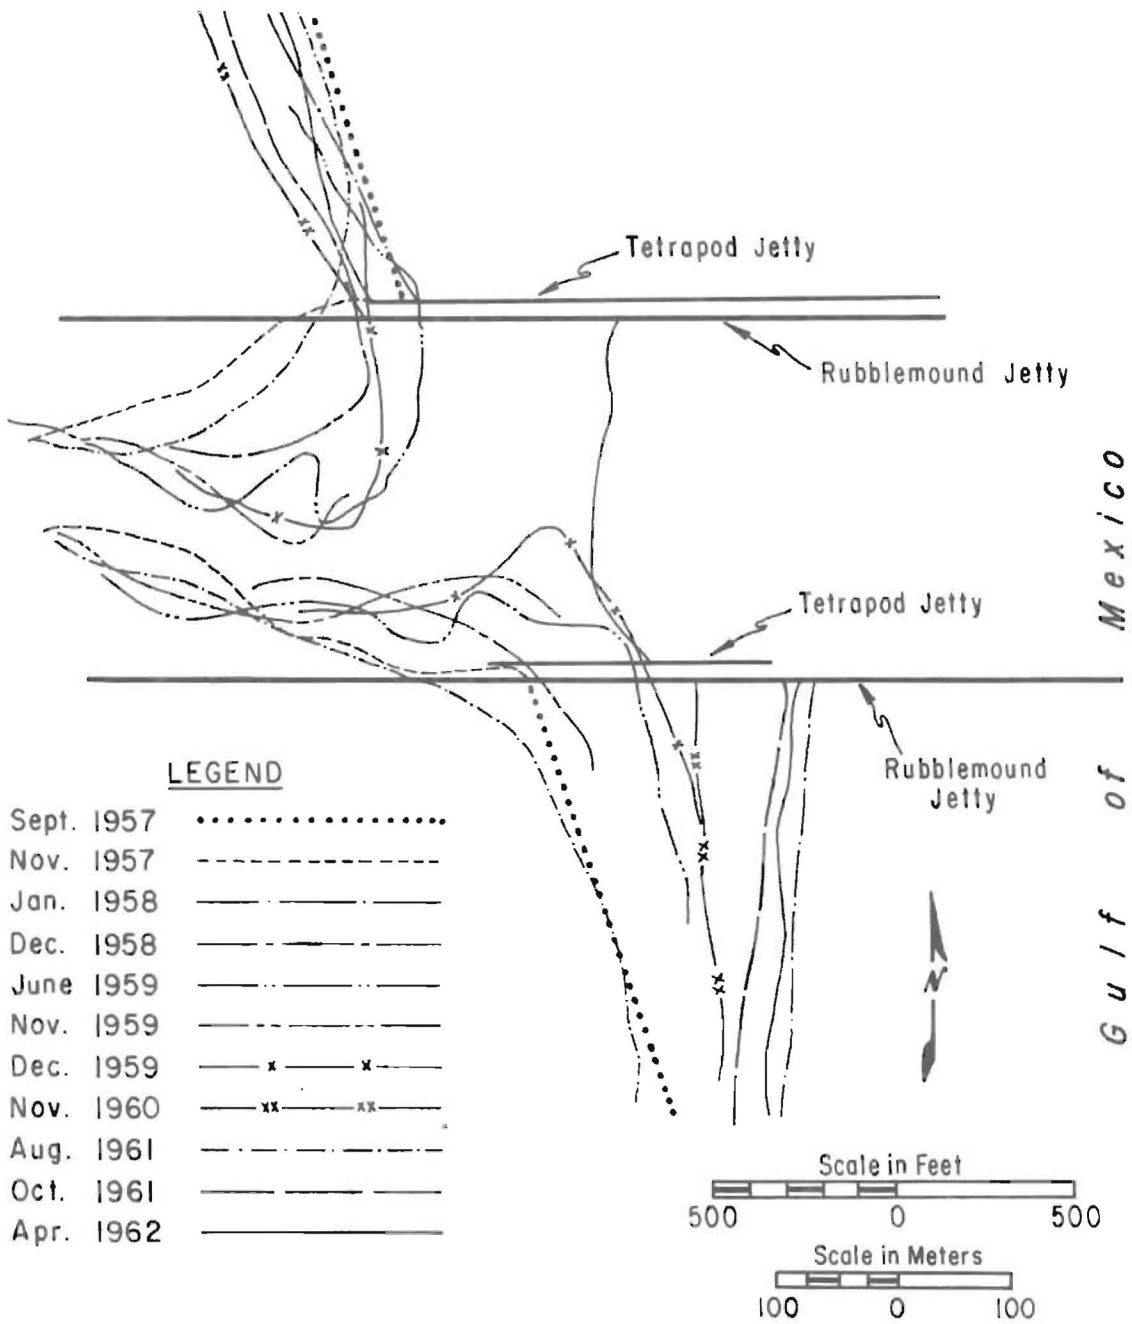 Tetrapod Jetty
Rubblemound Jetty
Tetrapod Jetty
Rubblemound
Jetty
Gulf of Mexico
N
LEGEND
Sept. 1957
Nov. 1957
Jan. 1958
Dec. 1958
June 1959
Nov. 1959
Dec. 1959 x x
Nov. 1960 xx xx
Aug. 1961
Oct. 1961
Apr. 1962
Scale in Feet
500 0 500
Scale in Meters
100 0 100